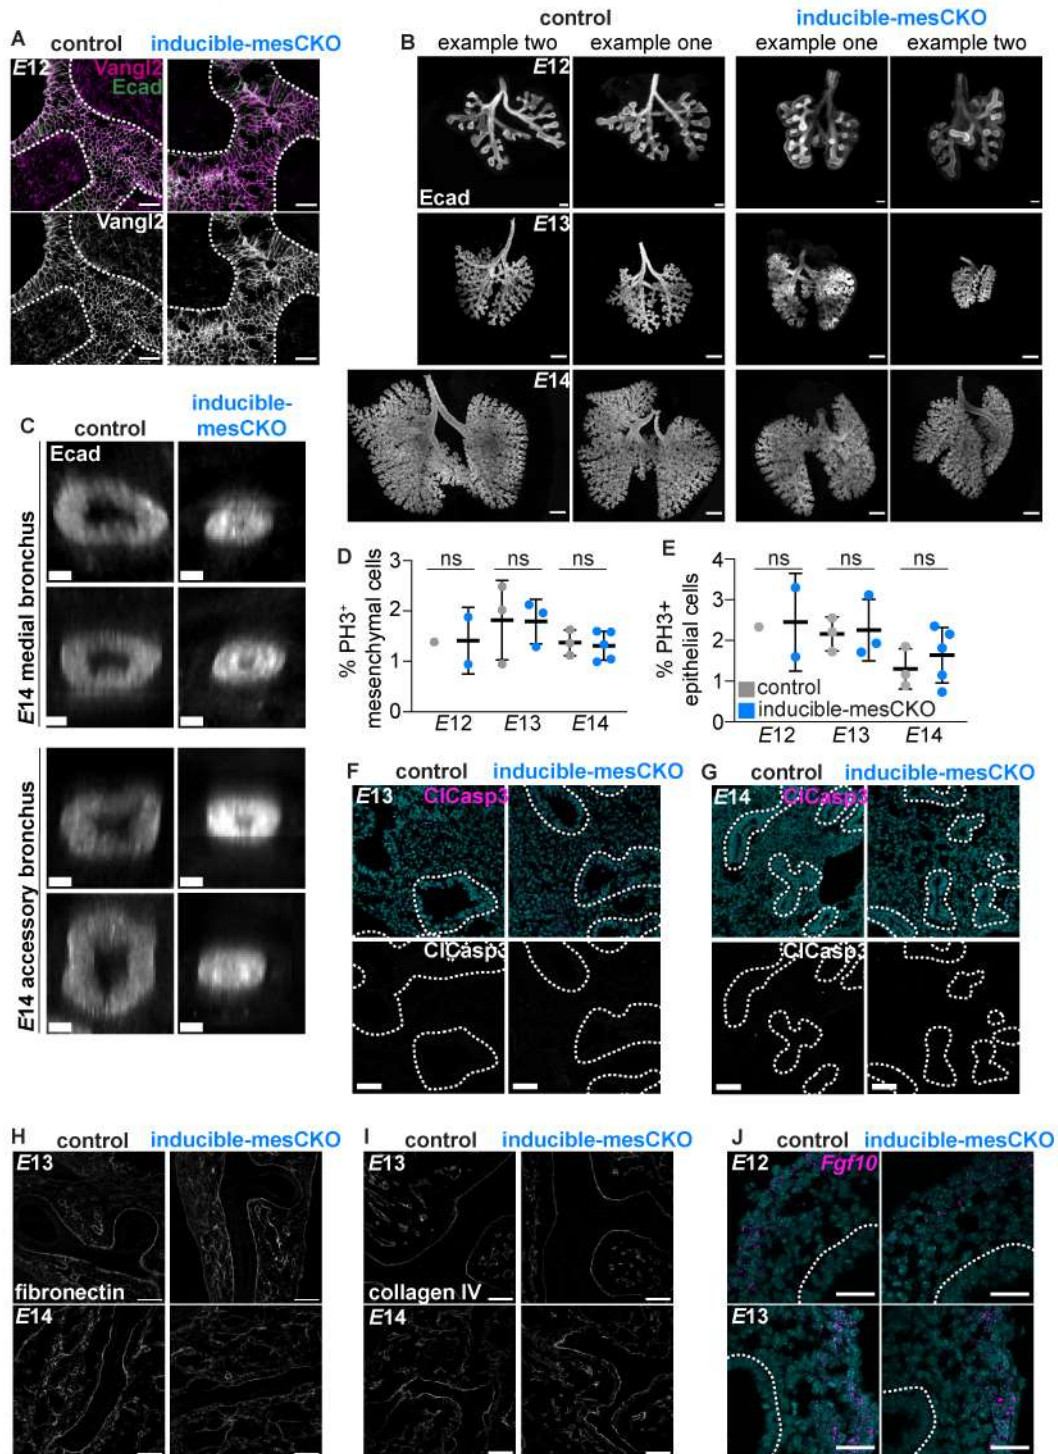 A
control
inducible-mesCKO
E12
Vangl2
Ecad
Vangl2
B
control
inducible-mesCKO
example two
example one
example one
example two
E12
Ecad
E13
E14
C
control
inducible-
mesCKO
Ecad
E14 medial bronchus
E14 accessory bronchus
D
% PH3+
mesenchymal cells
3
2
1
0
ns
ns
ns
E12
E13
E14
E
% PH3+
epithelial cells
4
3
2
1
0
ns
ns
ns
control
inducible-mesCKO
E12
E13
E14
F
control
inducible-mesCKO
E13
ClCasp3
ClCasp3
G
control
inducible-mesCKO
E14
ClCasp3
ClCasp3
H
control
inducible-mesCKO
E13
fibronectin
E14
I
control
inducible-mesCKO
E13
collagen IV
E14
J
control
inducible-mesCKO
E12
Fgf10
E13